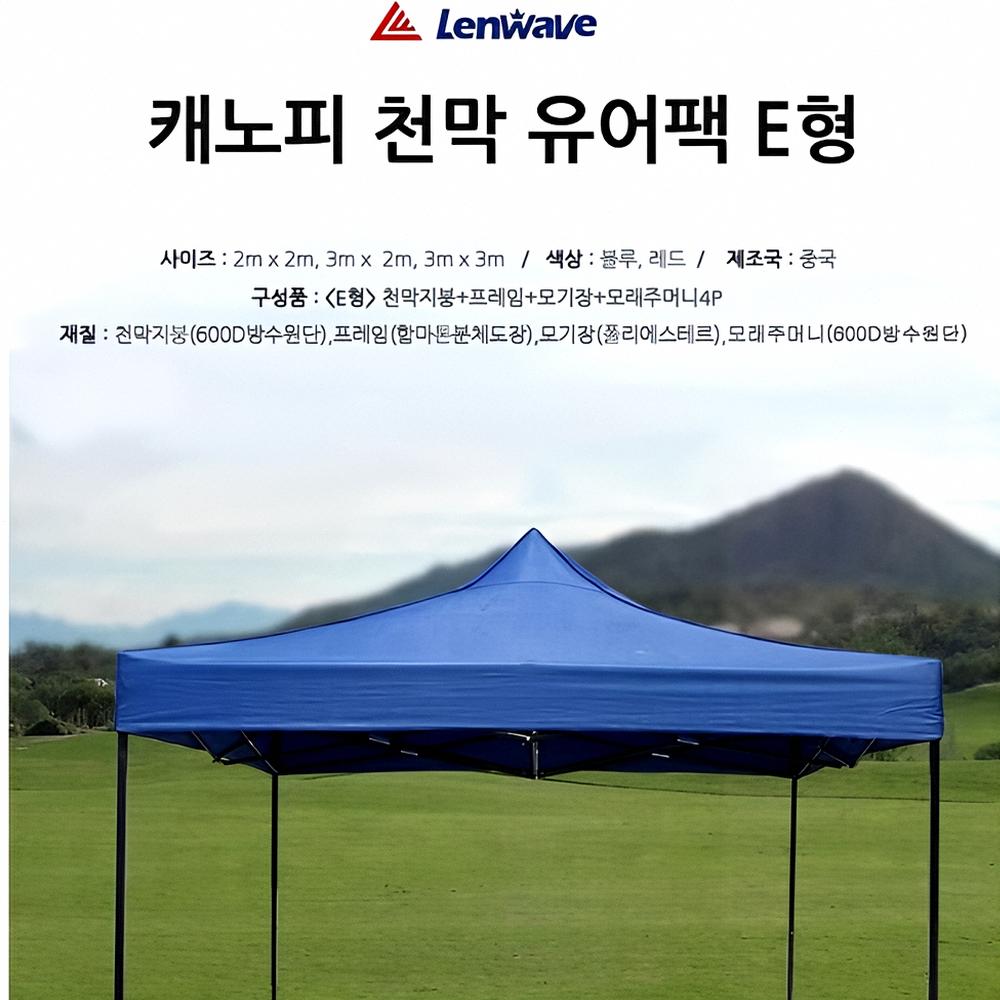 Lenwave
캐노피 천막 유어팩 E형
사이즈 : 2m x 2m, 3m x 2m, 3m x 3m / 색상 : 블루, 레드 / 제조국 : 중국
구성품 : <E형> 천막지붕+프레임+모기장+모래주머니4P
재질 : 천막지붕(600D방수원단),프레임(함마톤분체도장),모기장(폴리에스테르),모래주머니(600D방수원단)